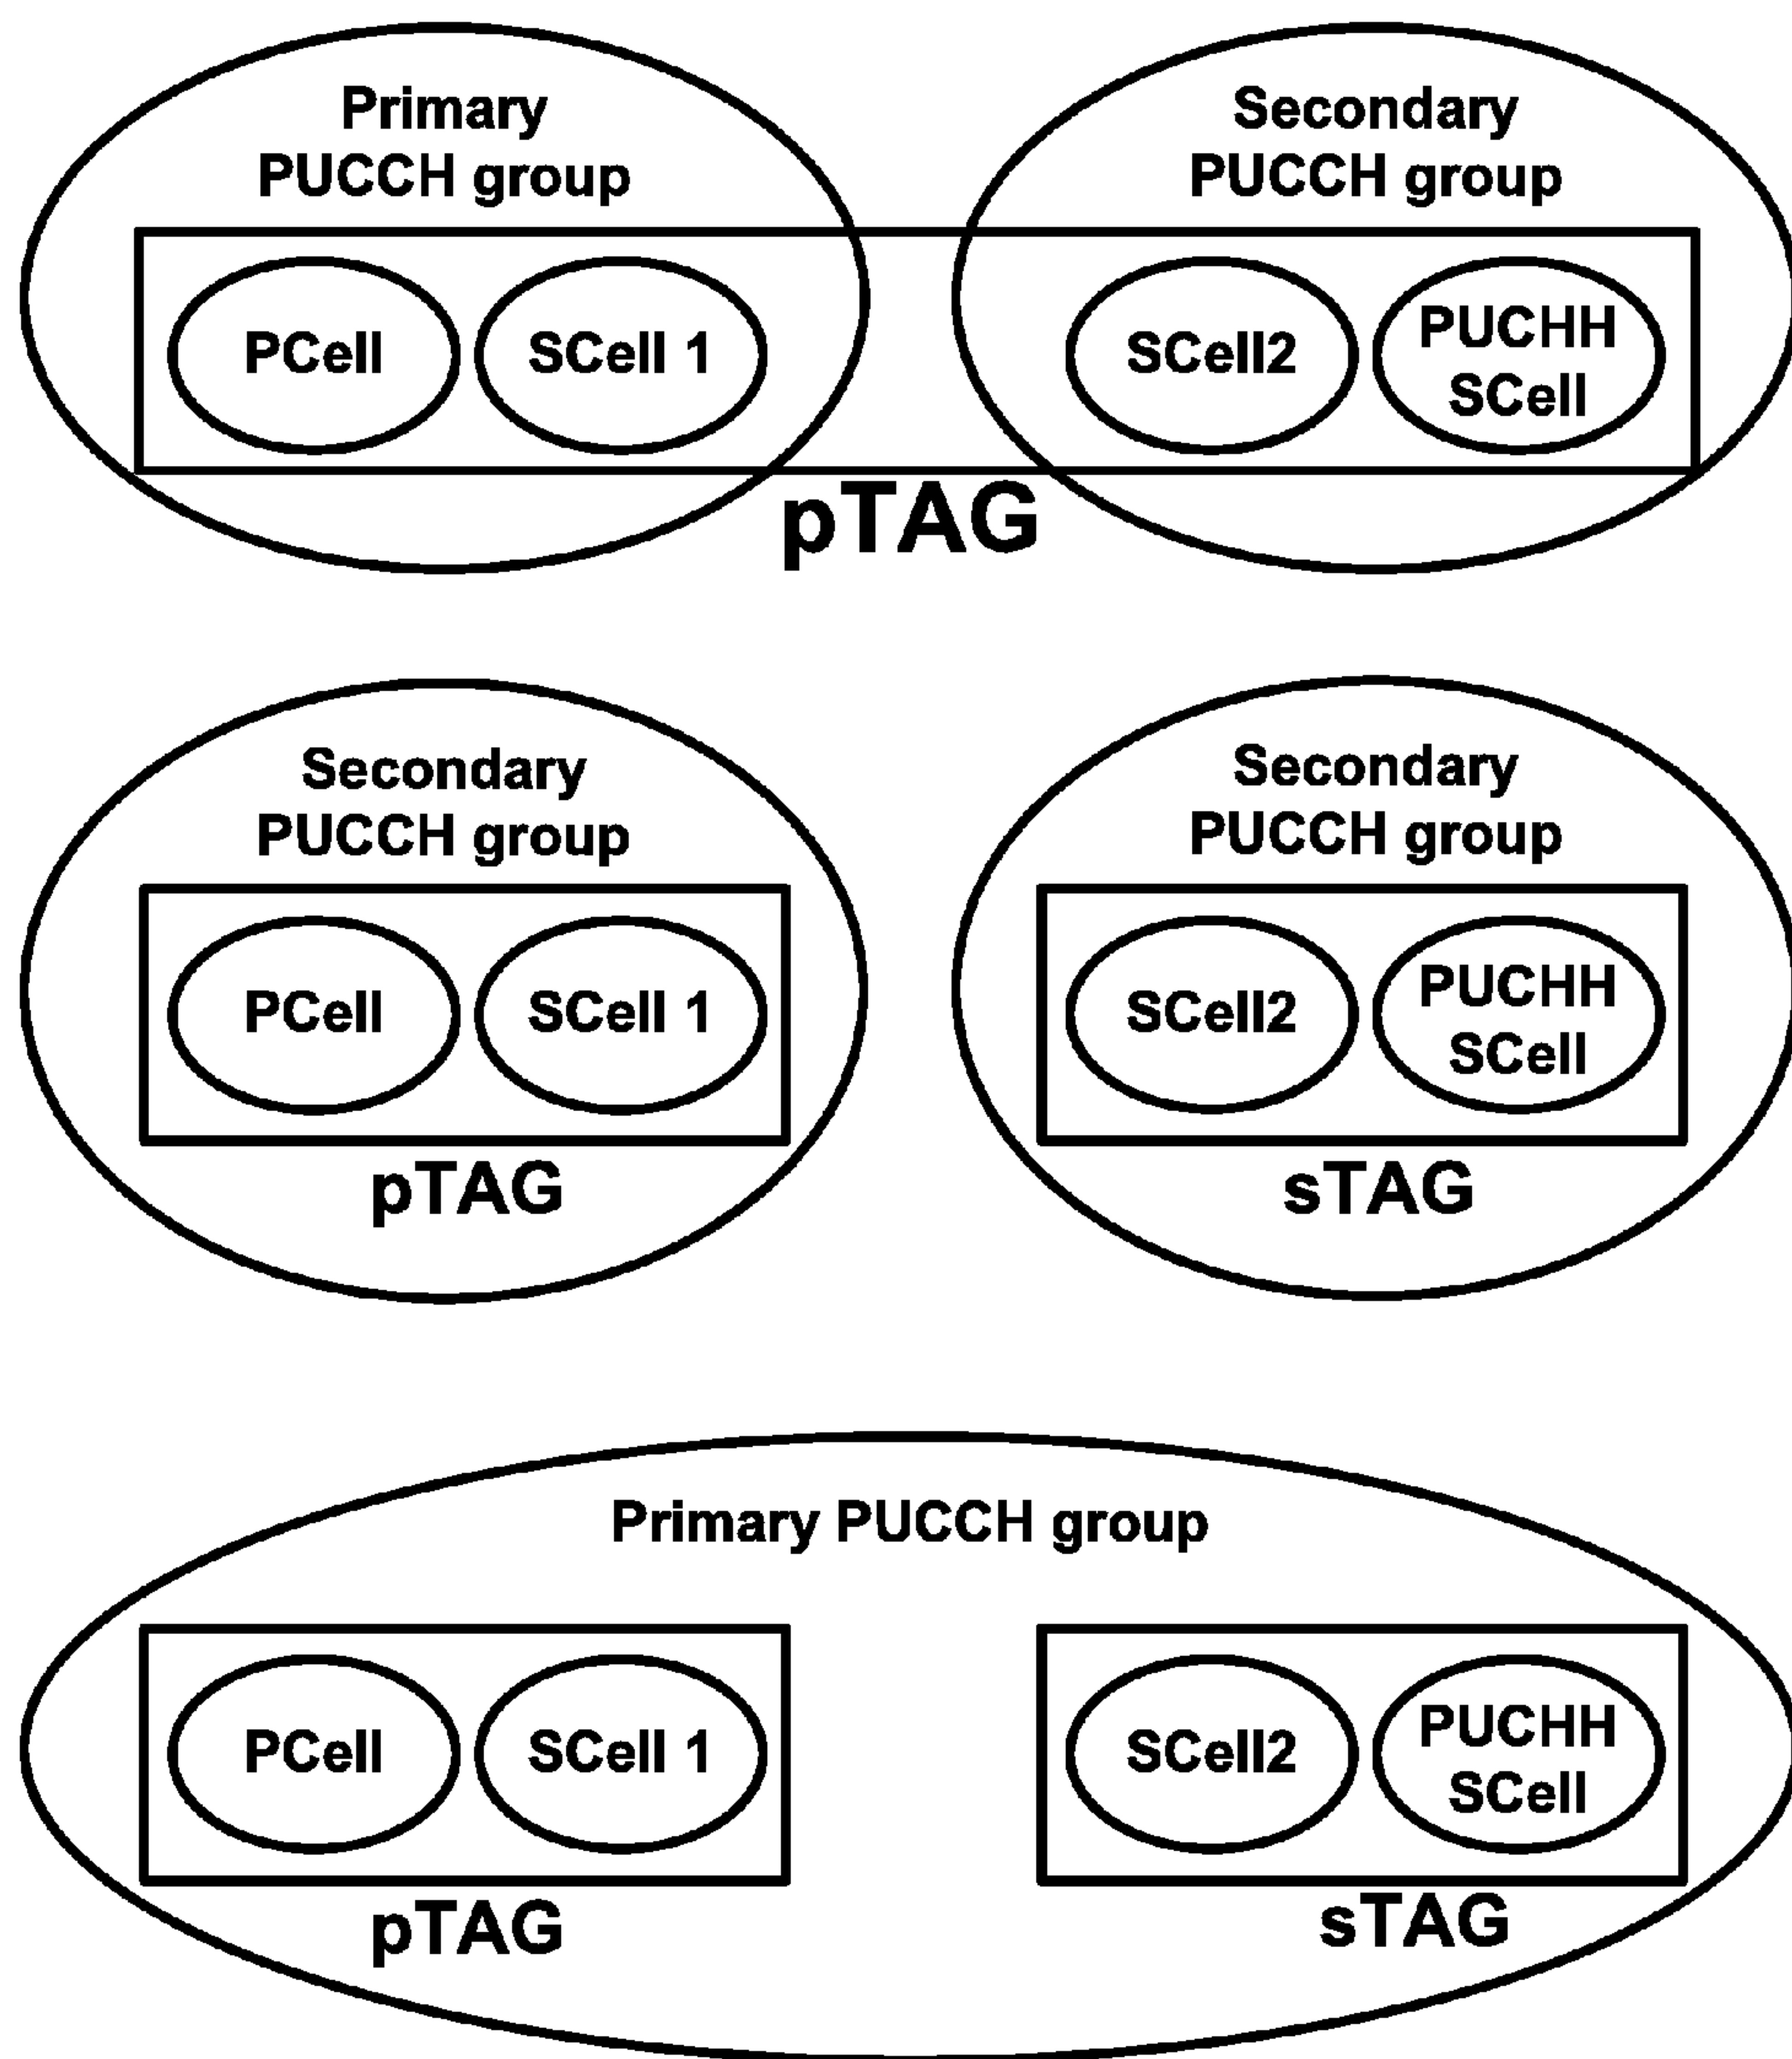 Primary
PUCCH group
Secondary
PUCCH group
PCell
SCell 1
SCell2
PUCHH
SCell
pTAG
Secondary
PUCCH group
Secondary
PUCCH group
PCell
SCell 1
SCell2
PUCHH
SCell
pTAG
sTAG
Primary PUCCH group
PCell
SCell 1
SCell2
PUCHH
SCell
pTAG
sTAG